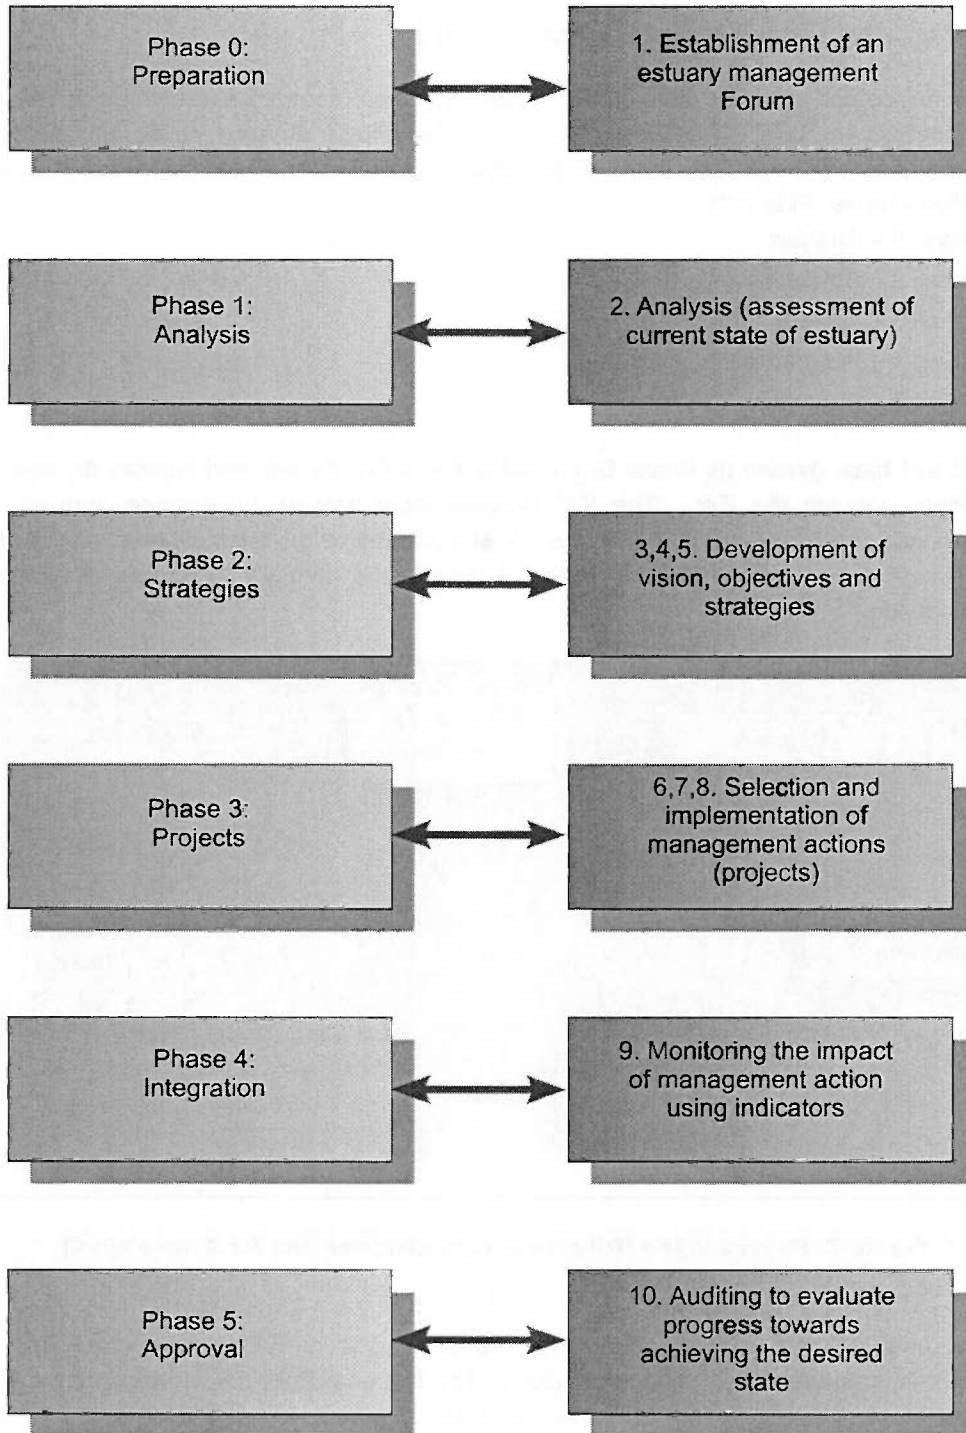 Phase 0:
Preparation
1. Establishment of an
estuary management
Forum
Phase 1:
Analysis
2. Analysis (assessment of
current state of estuary)
Phase 2:
Strategies
3,4,5. Development of
vision, objectives and
strategies
Phase 3:
Projects
6,7,8. Selection and
implementation of
management actions
(projects)
Phase 4:
Integration
9. Monitoring the impact
of management action
using indicators
Phase 5:
Approval
10. Auditing to evaluate
progress towards
achieving the desired
state